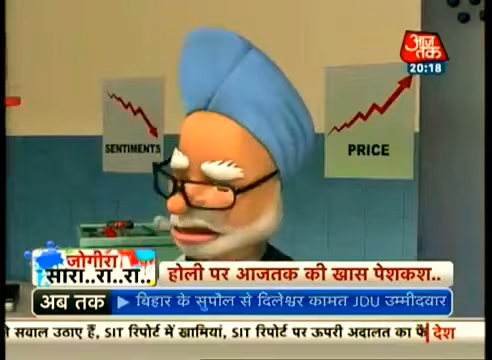 आज तक
20:18
SENTIMENTS
PRICE
जोगीरा
सारा..रा..रा..
होली पर आजतक की खास पेशकश..
अब तक
बिहार के सुपौल से दिलेश्वर कामत JDU उम्मीदवार
सवाल उठाए हैं, SIT रिपोर्ट में खामियां, SIT रिपोर्ट पर ऊपरी अदालत का
देश